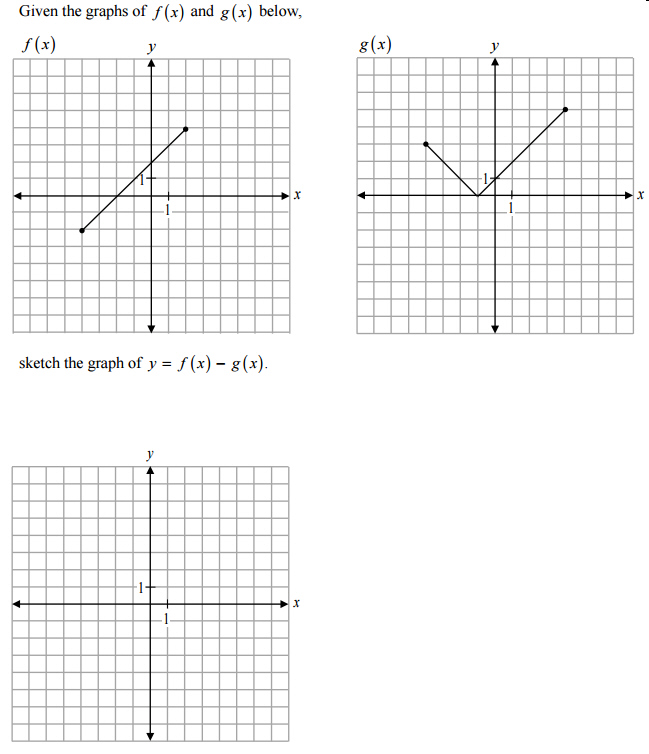 Given the graphs of f(x) and g(x) below,
f(x)
y
g(x)
y
1
x
1
1
x
1
sketch the graph of y = f(x) − g(x).
y
1
x
1